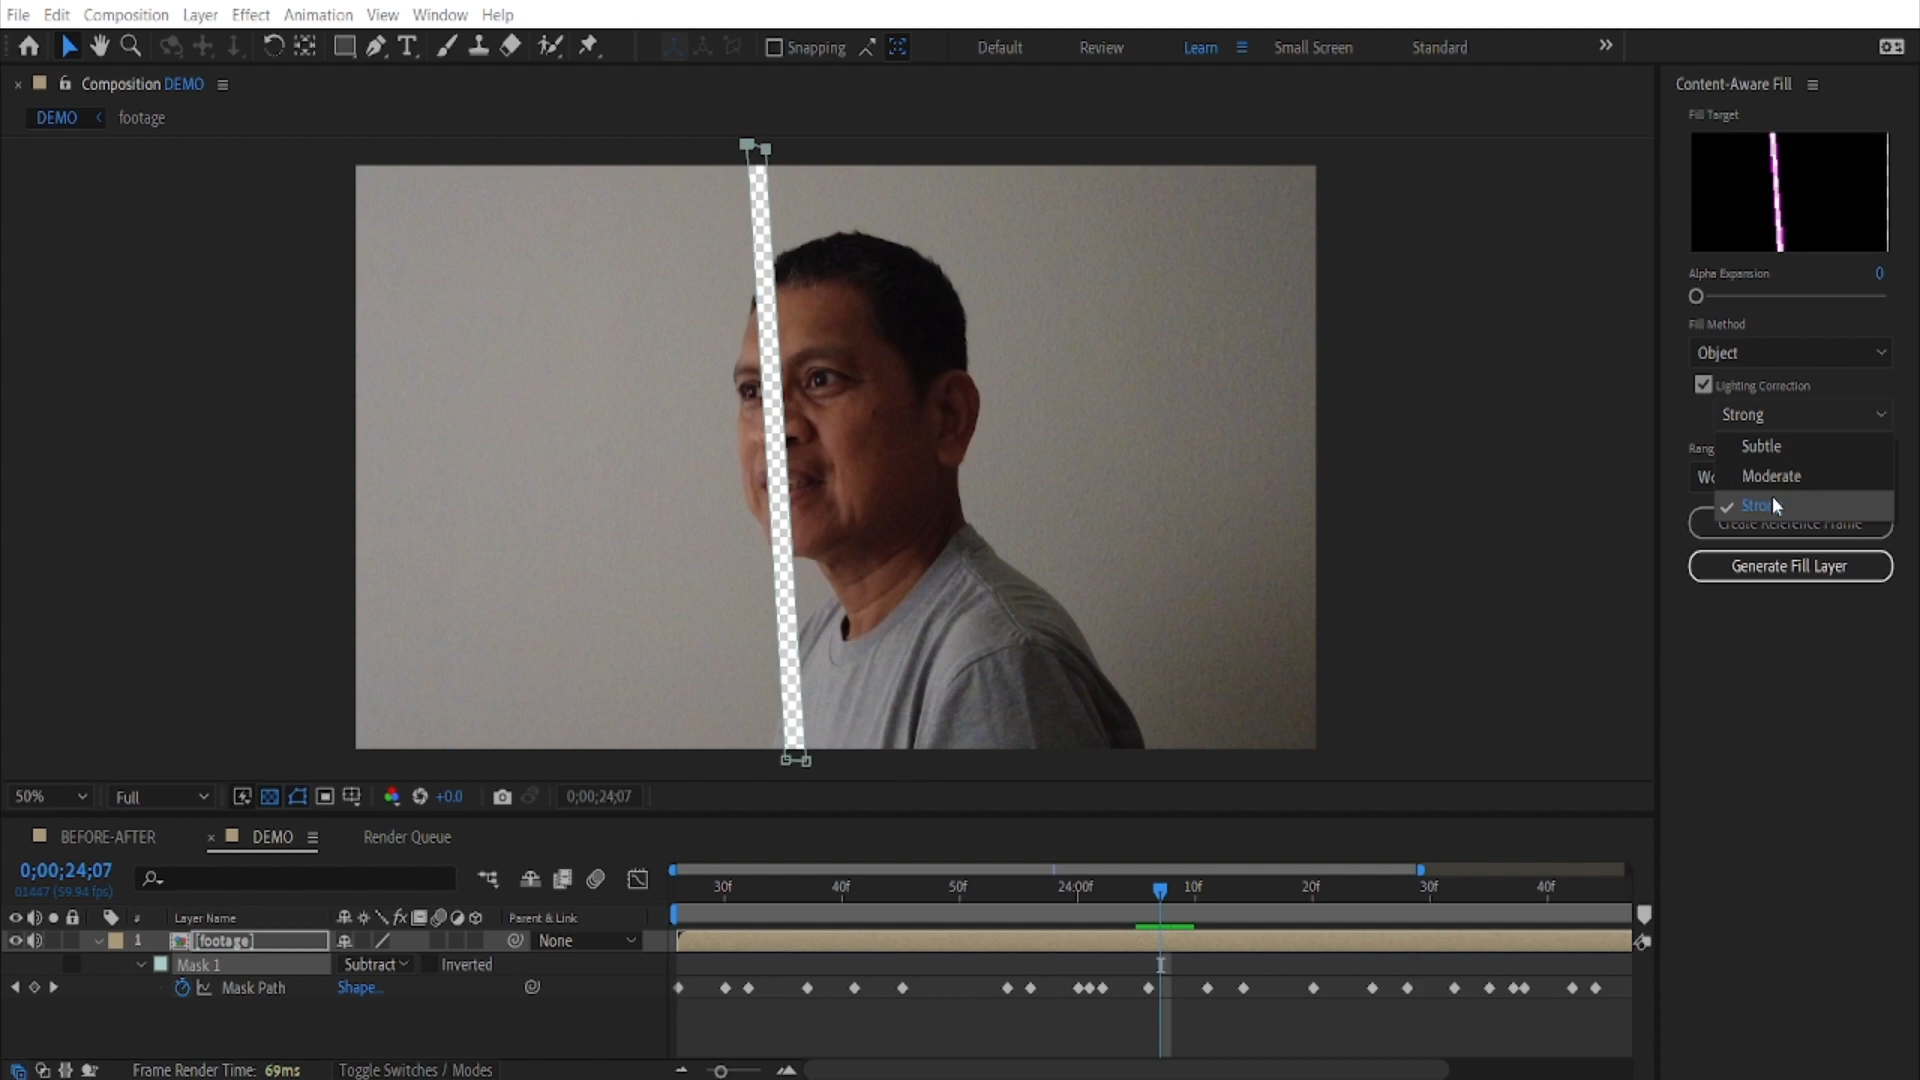 File Edit Composition Layer Effect Animation View Window Help
Snapping Default Review Learn Small Screen Standard
Composition DEMO
DEMO footage
Content-Aware Fill
Fill Target
Alpha Expansion 0
Fill Method
Object
Lighting Correction
Strong
Subtle
Moderate
Generate Fill Layer
50% Full +0.0 0;00;24;07
BEFORE-AFTER DEMO Render Queue
0;00;24;07
01447 (59.94 fps)
30f 40f 50f 24:00f 10f 20f 30f 40f
# Layer Name Parent & Link
1 [footage] None
Mask 1 Subtract Inverted
Mask Path Shape...
Frame Render Time: 69ms Toggle Switches / Modes